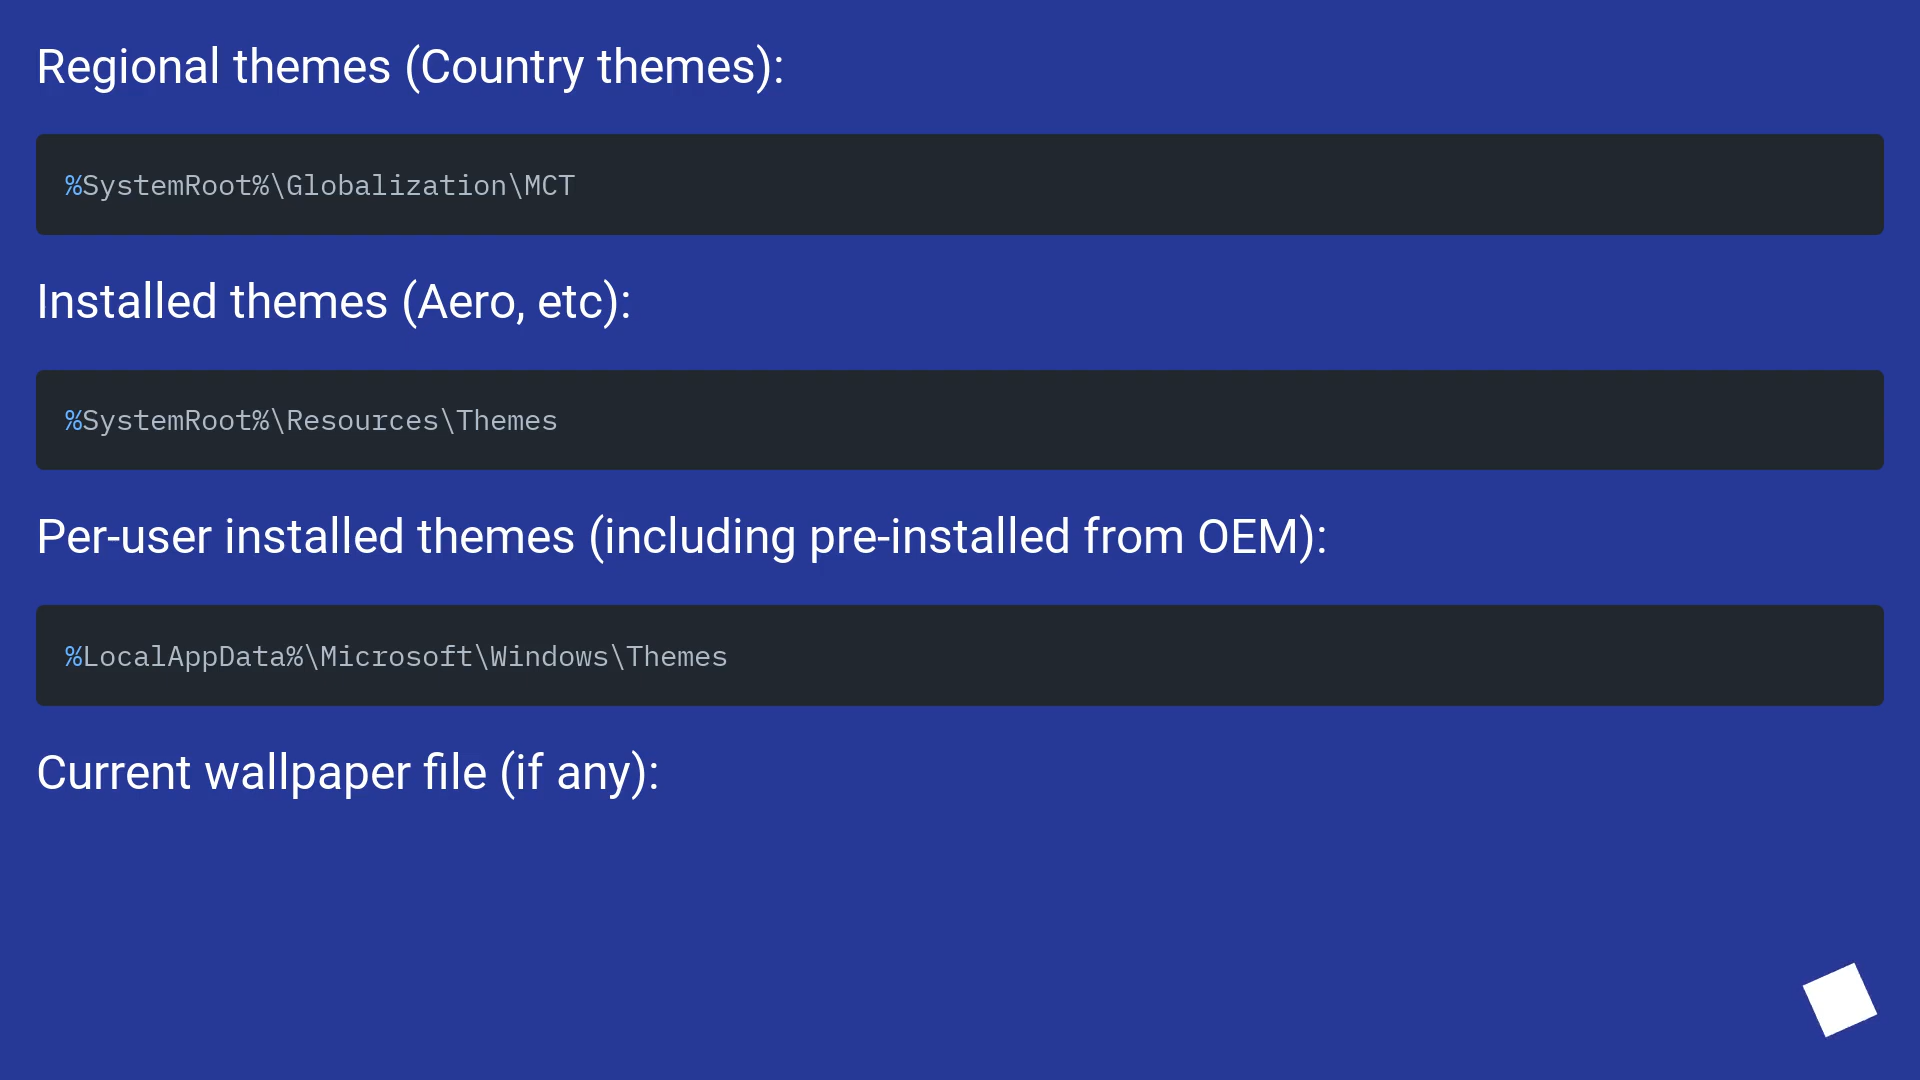 Regional themes (Country themes):
%SystemRoot%\Globalization\MCT
Installed themes (Aero, etc):
%SystemRoot%\Resources\Themes
Per-user installed themes (including pre-installed from OEM):
%LocalAppData%\Microsoft\Windows\Themes
Current wallpaper file (if any):